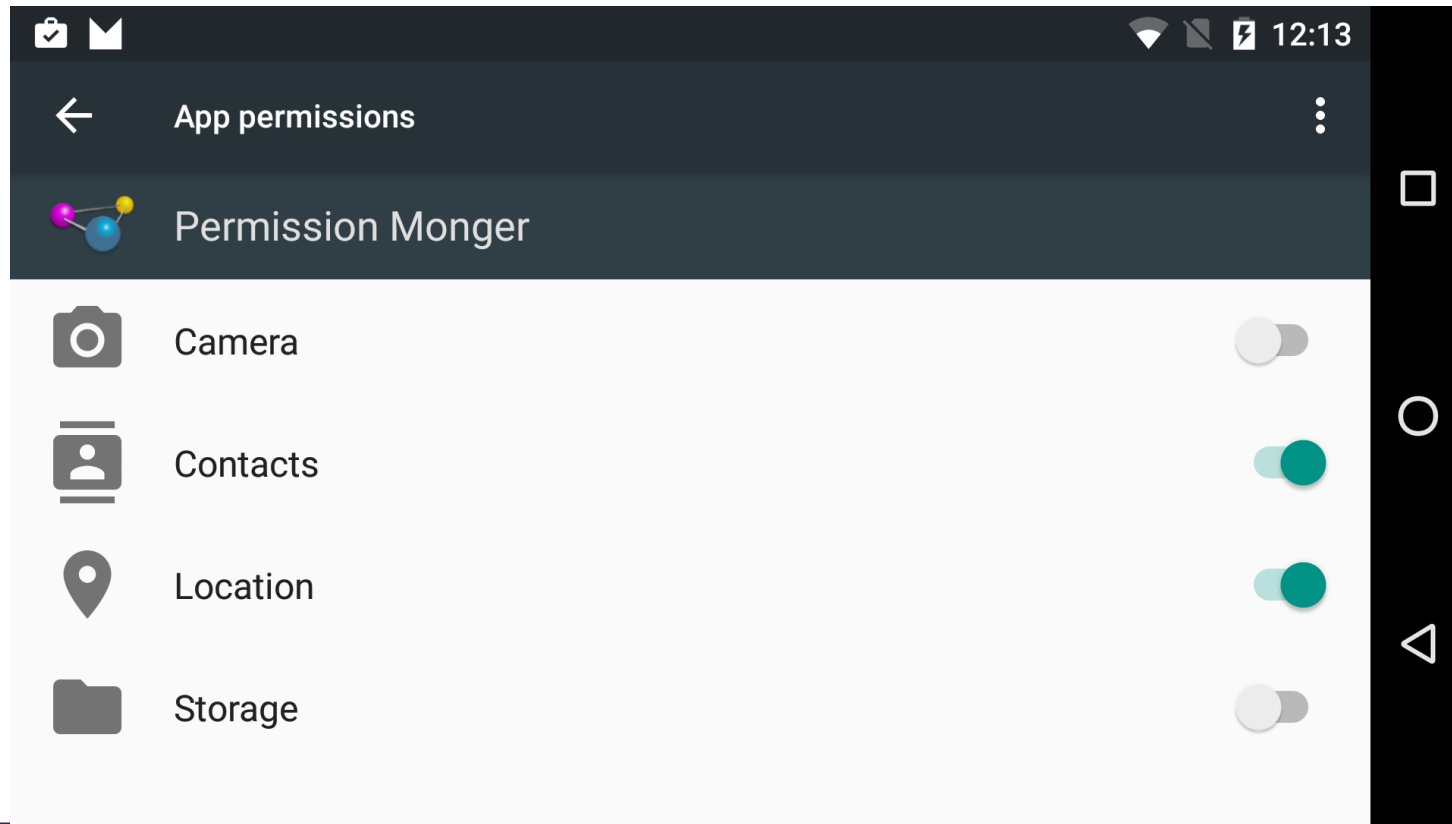 12:13
App permissions
Permission Monger
Camera
Contacts
Location
Storage